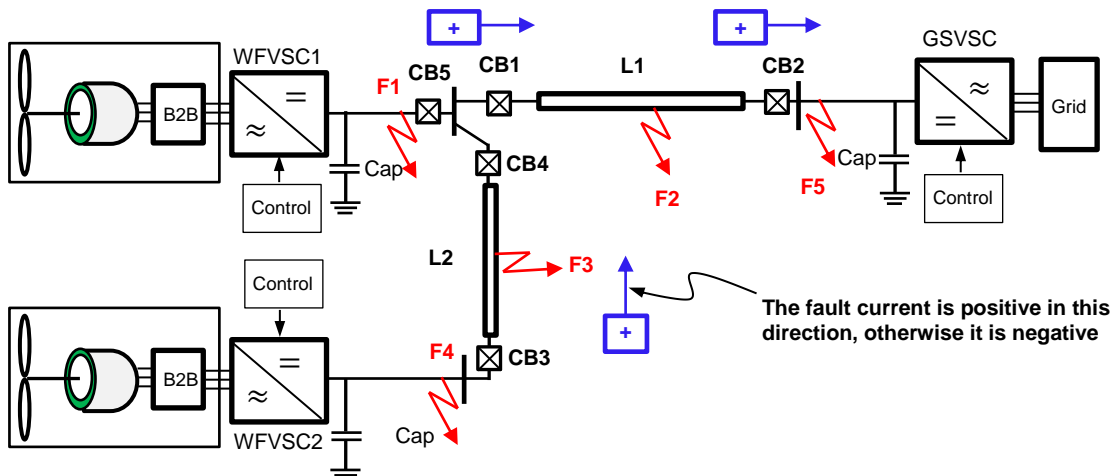 +
+
WFVSC1
GSVSC
CB5
CB1
L1
CB2
F1
B2B
=
≈
≈
=
Grid
Cap
CB4
Cap
F2
F5
Control
Control
L2
F3
Control
+
The fault current is positive in this
direction, otherwise it is negative
F4
CB3
B2B
=
≈
Cap
WFVSC2